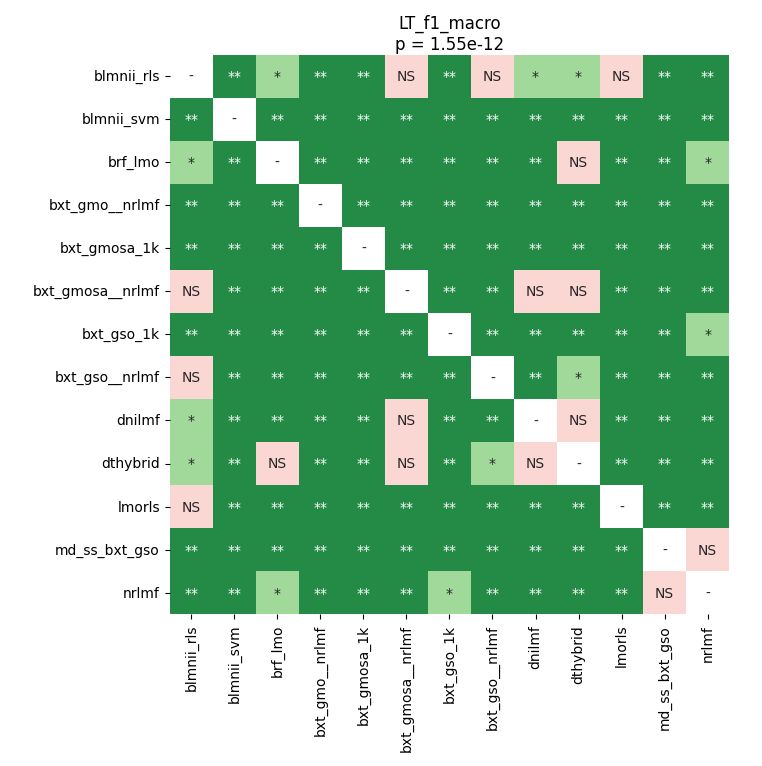 LT_f1_macro
p = 1.55e-12
blmnii_rls - ** * ** ** NS ** NS * * NS ** **
blmnii_svm ** - ** ** ** ** ** ** ** ** ** ** **
brf_lmo * ** - ** ** ** ** ** ** NS ** ** *
bxt_gmo__nrlmf ** ** ** - ** ** ** ** ** ** ** ** **
bxt_gmosa_1k ** ** ** ** - ** ** ** ** ** ** ** **
bxt_gmosa__nrlmf NS ** ** ** ** - ** ** NS NS ** ** **
bxt_gso_1k ** ** ** ** ** ** - ** ** ** ** ** *
bxt_gso__nrlmf NS ** ** ** ** ** ** - ** * ** ** **
dnilmf * ** ** ** ** NS ** ** - NS ** ** **
dthybrid * ** NS ** ** NS ** * NS - ** ** **
lmorls NS ** ** ** ** ** ** ** ** ** - ** **
md_ss_bxt_gso ** ** ** ** ** ** ** ** ** ** ** - NS
nrlmf ** ** * ** ** ** * ** ** ** ** NS -
blmnii_rls
blmnii_svm
brf_lmo
bxt_gmo__nrlmf
bxt_gmosa_1k
bxt_gmosa__nrlmf
bxt_gso_1k
bxt_gso__nrlmf
dnilmf
dthybrid
lmorls
md_ss_bxt_gso
nrlmf